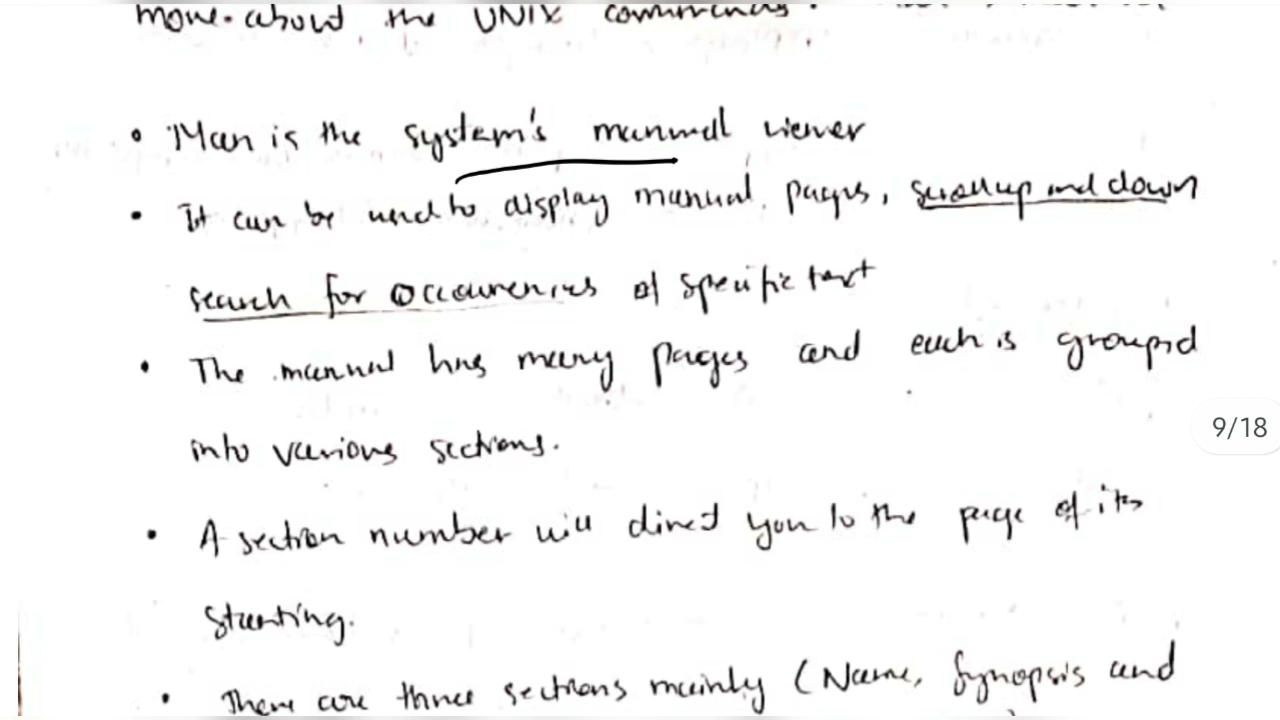 more about the UNIX commands.
• Man is the system's manual viewer
• It can be used to display manual pages, scroll up and down
search for occurences of specific text
• The manual has many pages and each is grouped
into various sections.
• A section number will direct you to the page of its
starting.
• There are three sections mainly (Name, Synopsis and
9/18